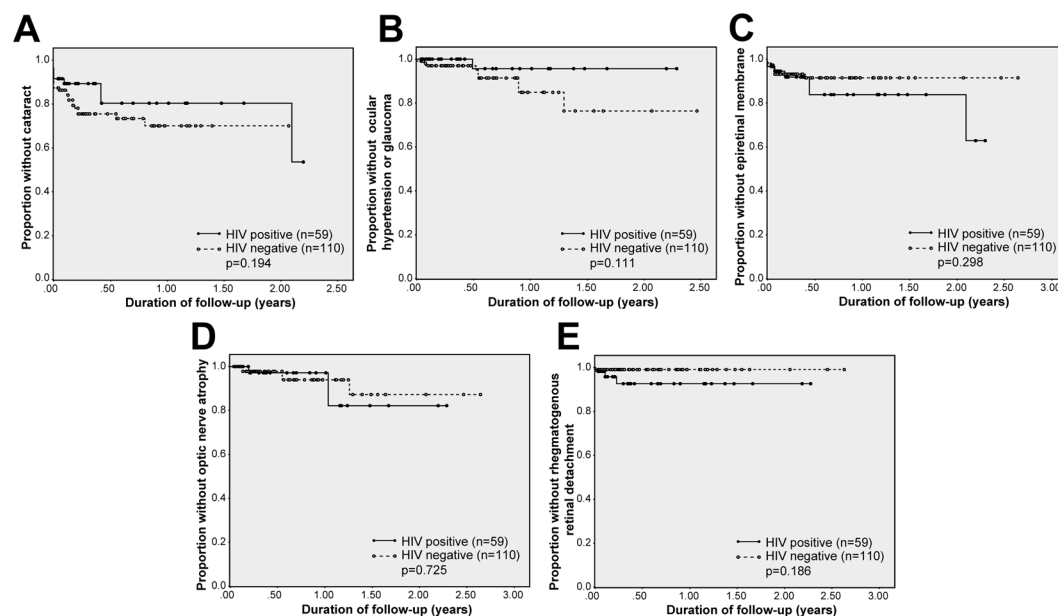 A
Proportion without cataract
1.0
0.8
0.6
0.4
0.2
0.0
HIV positive (n=59)
HIV negative (n=110)
p=0.194
.00 .50 1.00 1.50 2.00 2.50
Duration of follow-up (years)
B
Proportion without ocular
hypertension or glaucoma
1.0
0.8
0.6
0.4
0.2
0.0
HIV positive (n=59)
HIV negative (n=110)
p=0.111
.00 .50 1.00 1.50 2.00 2.50
Duration of follow-up (years)
C
Proportion without epiretinal membrane
1.0
0.8
0.6
0.4
0.2
0.0
HIV positive (n=59)
HIV negative (n=110)
p=0.298
.00 .50 1.00 1.50 2.00 2.50 3.00
Duration of follow-up (years)
D
Proportion without optic nerve atrophy
1.0
0.8
0.6
0.4
0.2
0.0
HIV positive (n=59)
HIV negative (n=110)
p=0.725
.00 .50 1.00 1.50 2.00 2.50 3.00
Duration of follow-up (years)
E
Proportion without rhegmatogenous
retinal detachment
1.0
0.8
0.6
0.4
0.2
0.0
HIV positive (n=59)
HIV negative (n=110)
p=0.186
.00 .50 1.00 1.50 2.00 2.50 3.00
Duration of follow-up (years)